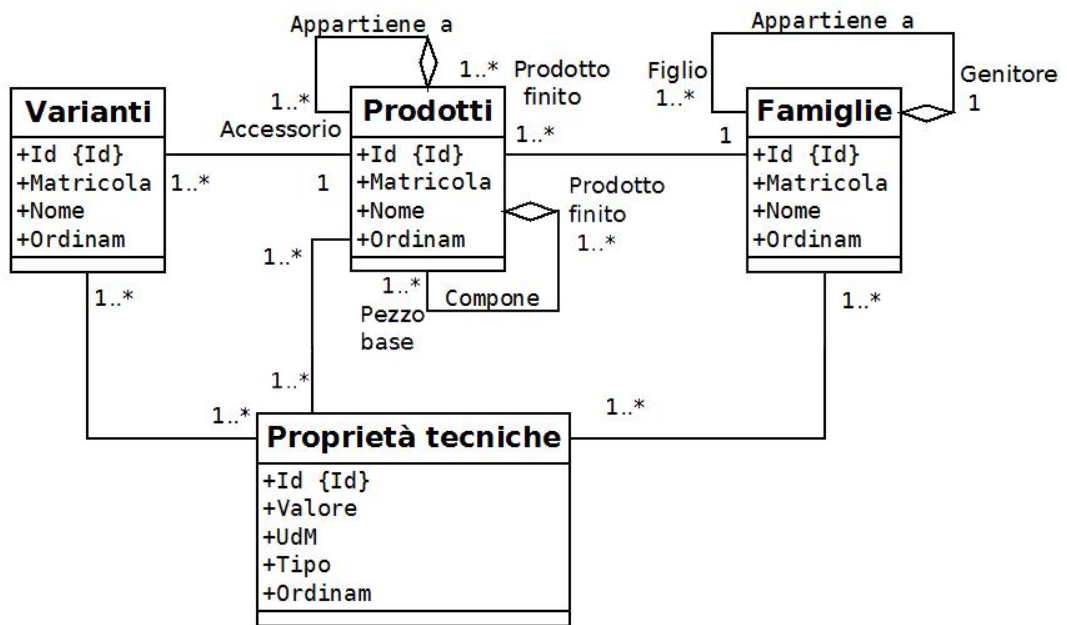 Appartiene a
Appartiene a
1..*
Prodotto
finito
Figlio
1..*
Genitore
1
1..*
Accessorio
Varianti
+Id {Id}
+Matricola
+Nome
+Ordinam
1..*
1
Prodotti
+Id {Id}
+Matricola
+Nome
+Ordinam
1..*
1
Famiglie
+Id {Id}
+Matricola
+Nome
+Ordinam
Prodotto
finito
1..*
1..*
1..*
1..*
Compone
Pezzo
base
1..*
1..*
1..*
1..*
Proprietà tecniche
+Id {Id}
+Valore
+UdM
+Tipo
+Ordinam